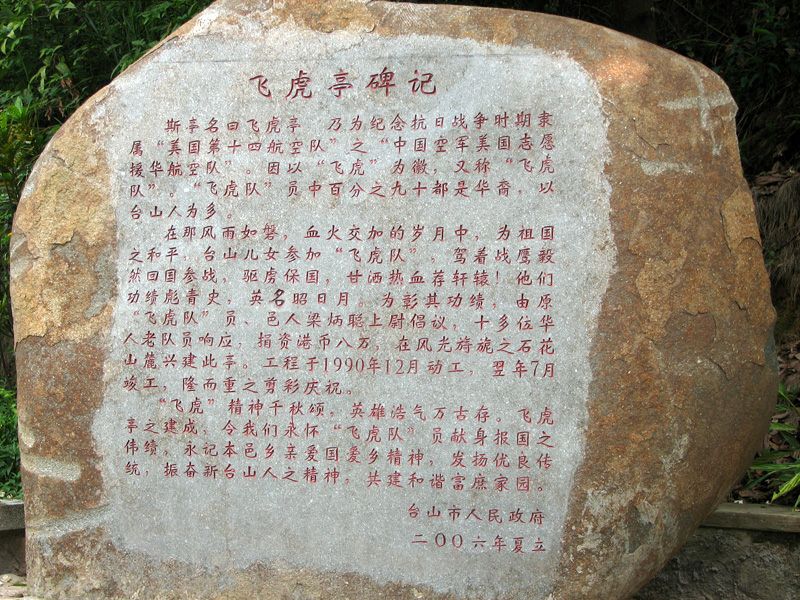 飞虎亭碑记
斯亭名曰飞虎亭 乃为纪念抗日战争时期隶
属“美国第十四航空队”之“中国空军美国志愿
援华航空队”。因以“飞虎”为徽，又称“飞虎
队”。“飞虎队”员中百分之九十都是华裔，以
台山人为多。
在那风雨如磐，血火交加的岁月中，为祖国
之和平，台山儿女参加“飞虎队”，驾着战鹰毅
然回国参战，驱虏保国，甘洒热血荐轩辕！他们
功绩彪青史，英名昭日月。为彰其功绩，由原
“飞虎队”员、邑人梁炳聪上尉倡议，十多位华
人老队员响应，捐资港币八万，在风光旖旎之石花
山麓兴建此亭。工程于1990年12月动工，翌年7月
竣工，隆而重之剪彩庆祝。
“飞虎”精神千秋颂，英雄浩气万古存。飞虎
亭之建成，令我们永怀“飞虎队”员献身报国之
伟绩。永记本邑乡亲爱国爱乡精神，发扬优良传
统，振奋新台山人之精神，共建和谐富庶家园。
台山市人民政府
二〇〇六年夏立